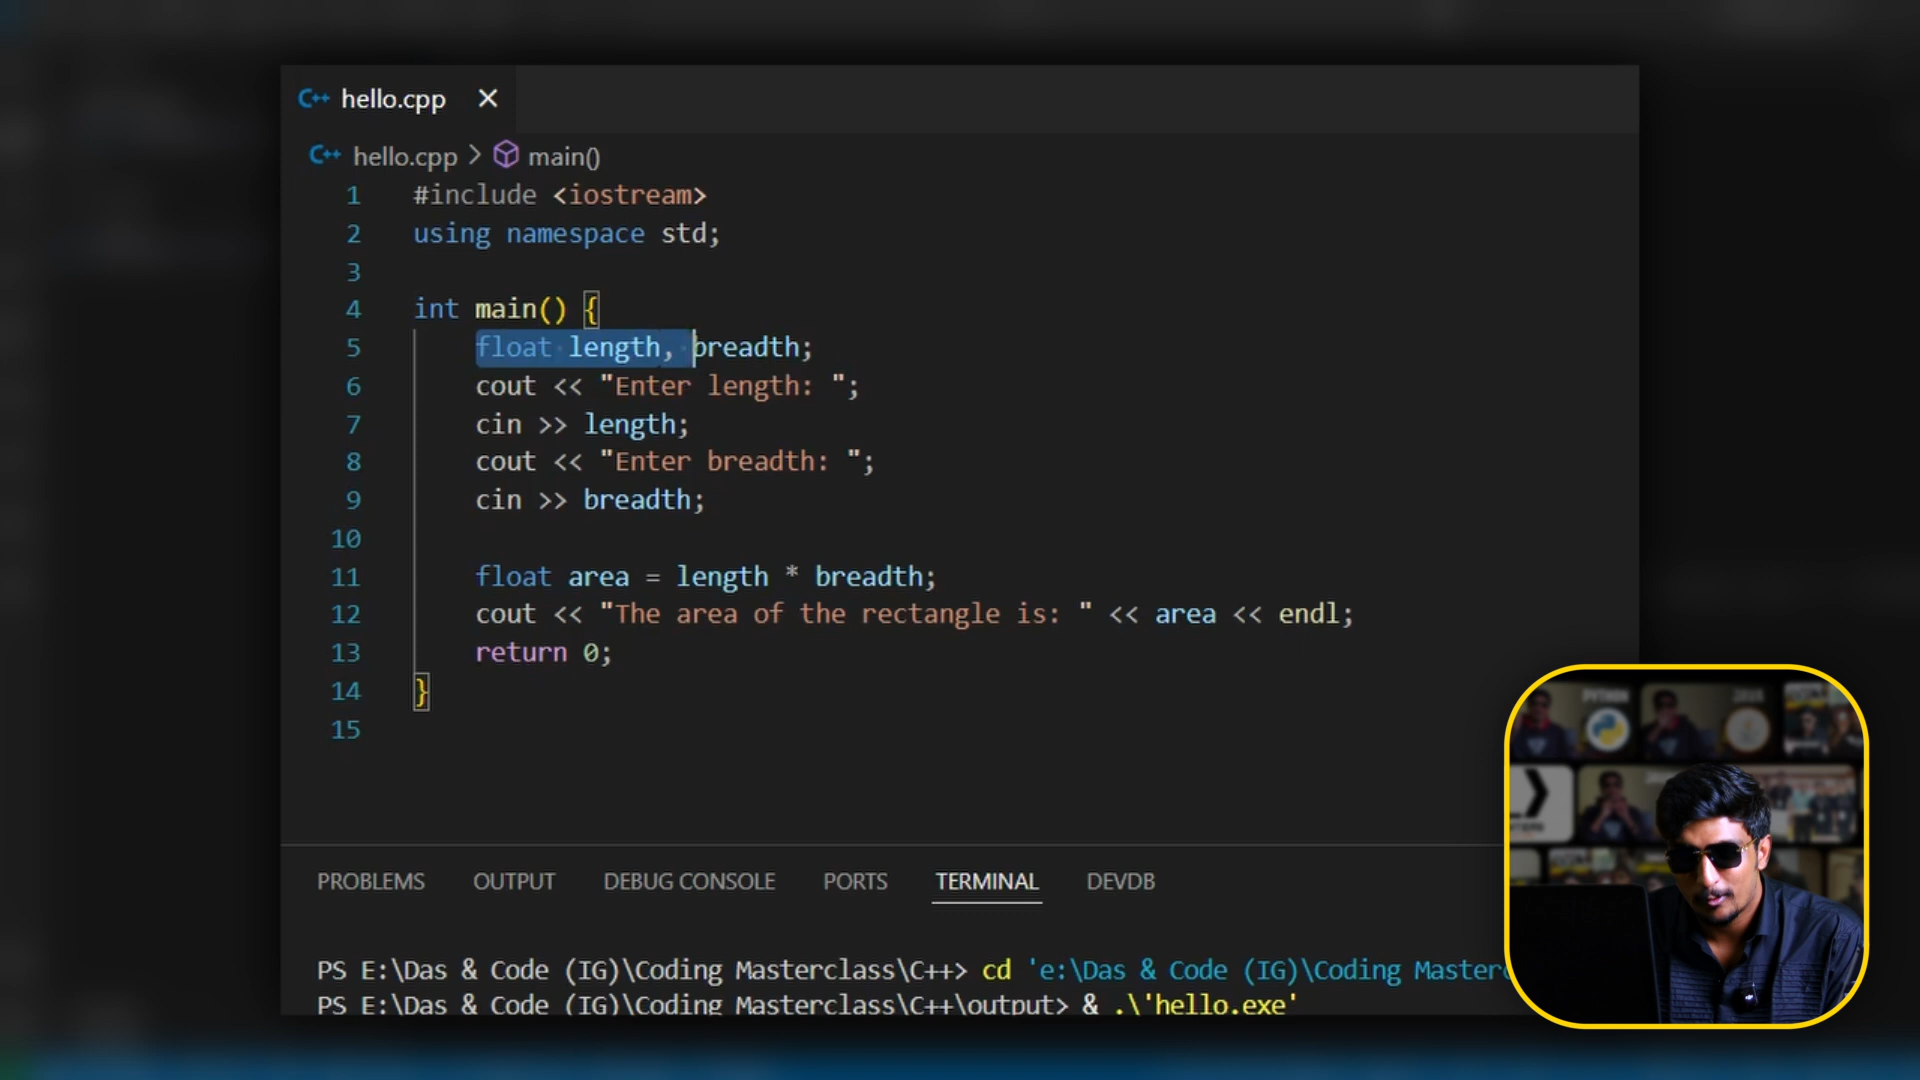 C++ hello.cpp ×
C++ hello.cpp > main()
1 #include <iostream>
2 using namespace std;
3
4 int main() {
5 float length, breadth;
6 cout << "Enter length: ";
7 cin >> length;
8 cout << "Enter breadth: ";
9 cin >> breadth;
10
11 float area = length * breadth;
12 cout << "The area of the rectangle is: " << area << endl;
13 return 0;
14 }
15
PROBLEMS OUTPUT DEBUG CONSOLE PORTS TERMINAL DEVDB
PS E:\Das & Code (IG)\Coding Masterclass\C++> cd 'e:\Das & Code (IG)\Coding Masterc
PS E:\Das & Code (IG)\Coding Masterclass\C++\output> & .\'hello.exe'
PYTHON